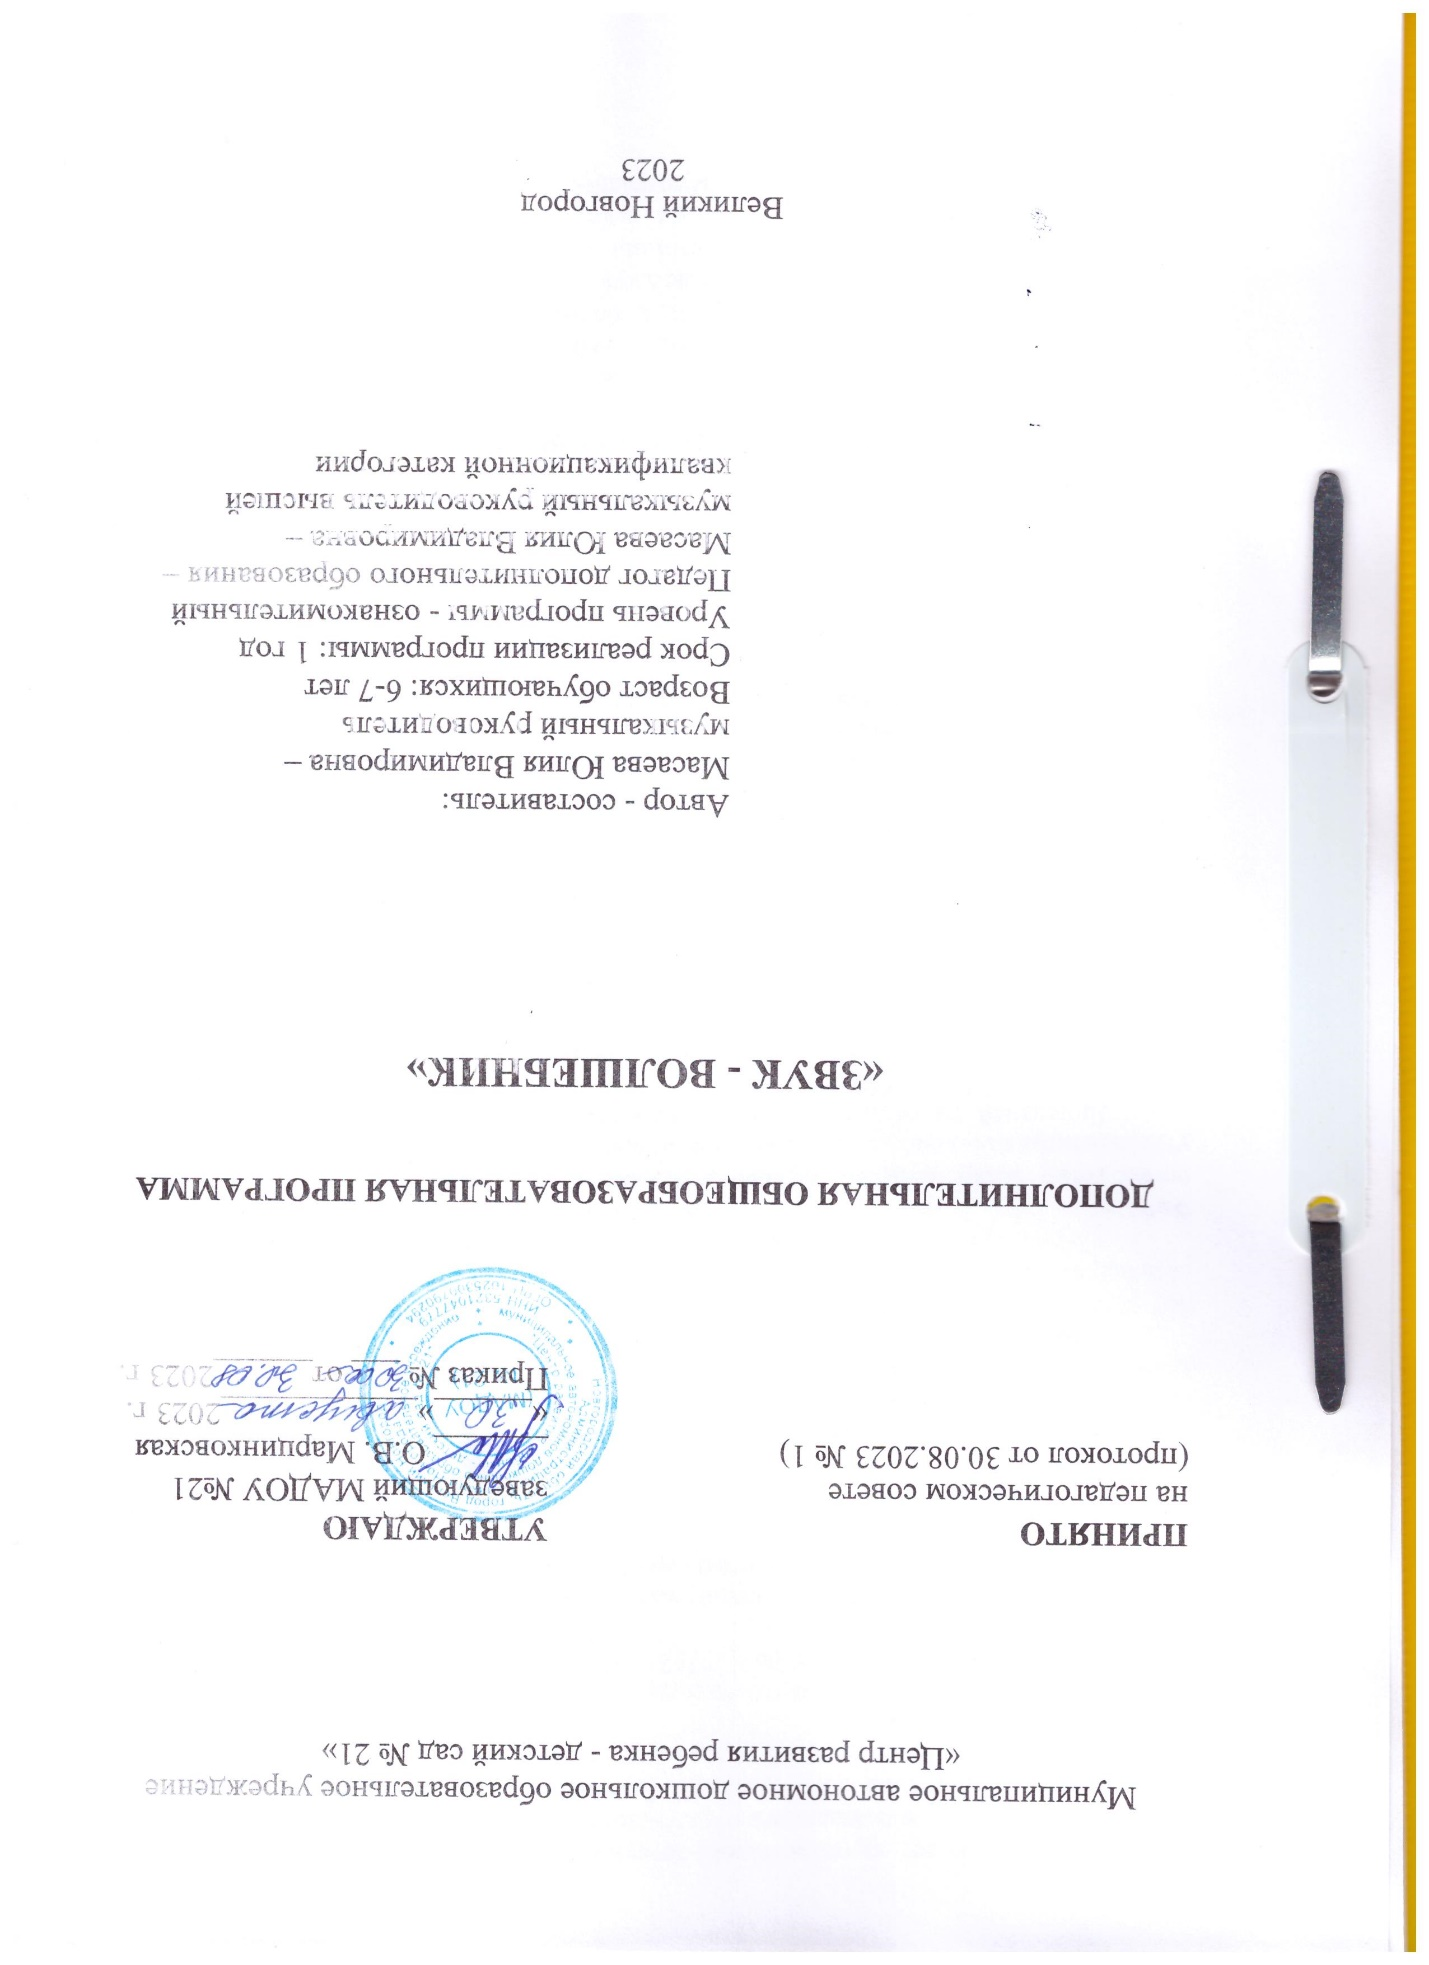 Муниципальное автономное дошкольное образовательное учреждение
«Центр развития ребенка - детский сад № 21»
ПРИНЯТО
на педагогическом совете
(протокол от 30.08.2023 № 1)
УТВЕРЖДАЮ
заведующий МАДОУ №21
О.В. Марцинковская
« 30 » августа 2023 г.
Приказ № от 30.08 2023 г.
ДОПОЛНИТЕЛЬНАЯ ОБЩЕОБРАЗОВАТЕЛЬНАЯ ПРОГРАММА
«ЗВУК - ВОЛШЕБНИК»
Автор - составитель:
Масаева Юлия Владимировна –
музыкальный руководитель
Возраст обучающихся: 6-7 лет
Срок реализации программы: 1 год
Уровень программы - ознакомительный
Педагог дополнительного образования –
Масаева Юлия Владимировна –
музыкальный руководитель высшей
квалификационной категории
Великий Новгород
2023